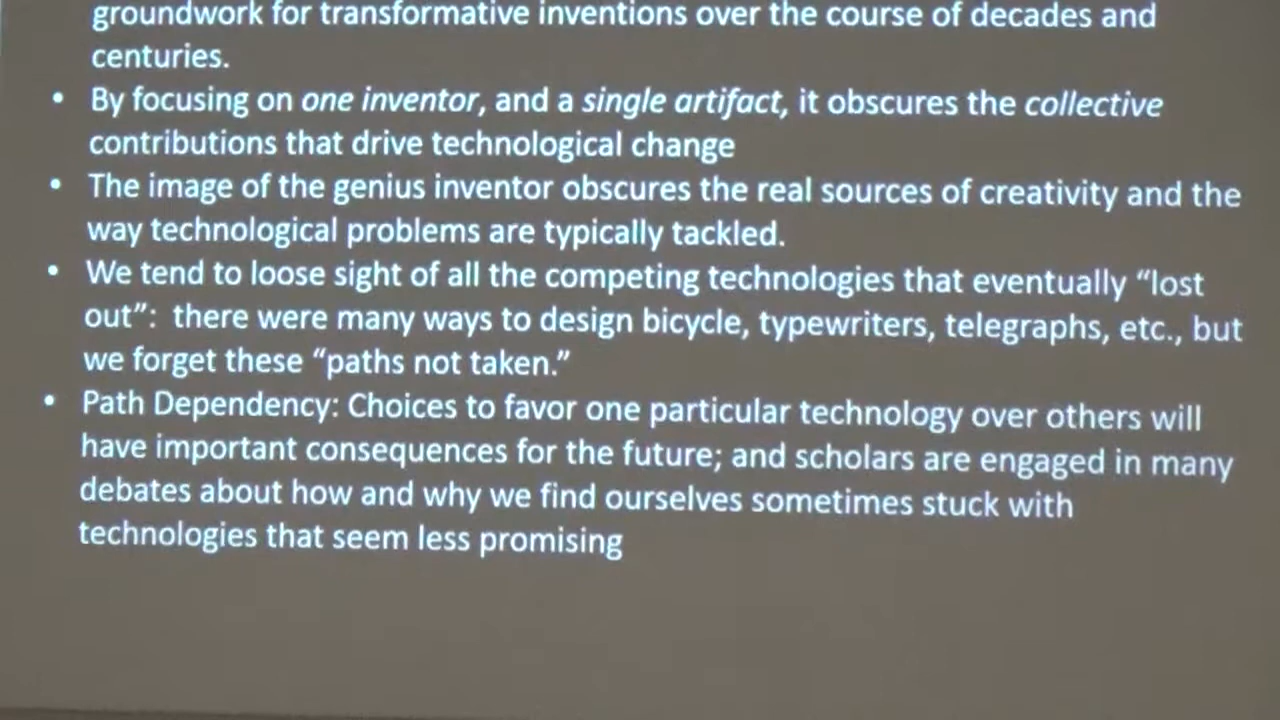 groundwork for transformative inventions over the course of decades and
centuries.
• By focusing on one inventor, and a single artifact, it obscures the collective
contributions that drive technological change
• The image of the genius inventor obscures the real sources of creativity and the
way technological problems are typically tackled.
• We tend to loose sight of all the competing technologies that eventually “lost
out”:  there were many ways to design bicycle, typewriters, telegraphs, etc., but
we forget these “paths not taken.”
• Path Dependency: Choices to favor one particular technology over others will
have important consequences for the future; and scholars are engaged in many
debates about how and why we find ourselves sometimes stuck with
technologies that seem less promising